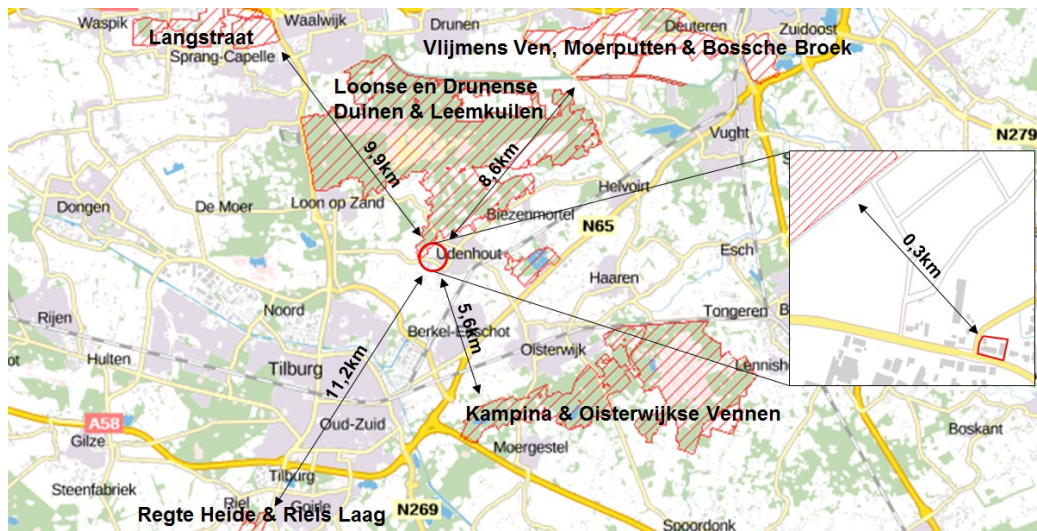 Waspik
Waalwijk
Drunen
Deuteren
Zuidoost
Langstraat
Sprang-Capelle
Vlijmens Ven, Moerputten & Bossche Broek
Loonse en Drunense
Duinen & Leemkuilen
Vught
N279
9,9km
8,6km
Helvoirt
Dongen
De Moer
Loon op Zand
Biezenmortel
N65
Udenhout
Esch
Haaren
0,3km
Noord
Rijen
Berkel-Enschot
5,6km
Tongeren
Hulten
Tilburg
Oisterwijk
11,2km
Kampina & Oisterwijkse Vennen
A58
Gilze
Oud-Zuid
Moergestel
Boskant
Tilburg
Steenfabriek
Riel
Goirle
N269
Regte Heide & Riels Laag
Spoordonk